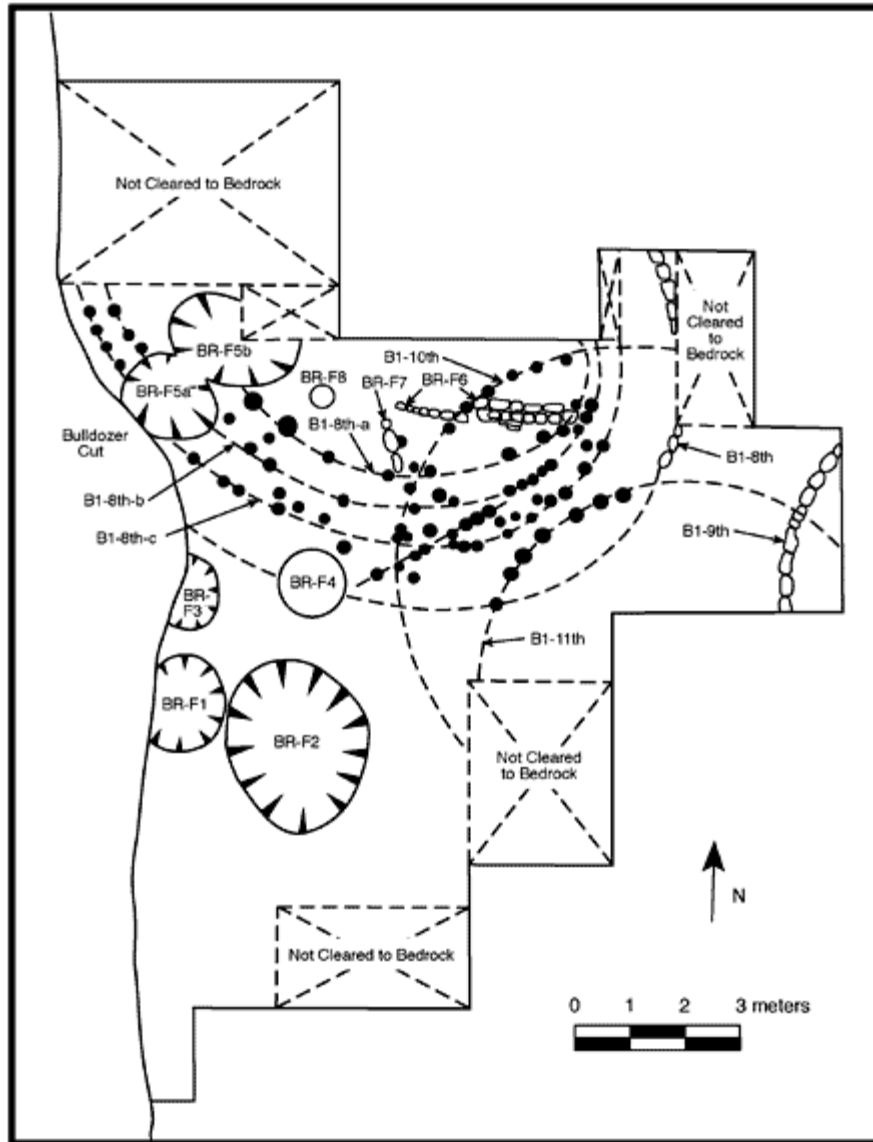 Not Cleared to Bedrock
Not
Cleared
to
Bedrock
B1-10th
BR-F5b
BR-F7
BR-F6
BR-F8
BR-F5a
B1-8th-a
Bulldozer
Cut
B1-8th
B1-8th-b
B1-9th
B1-8th-c
BR-F4
BR-
F3
B1-11th
BR-F1
BR-F2
Not Cleared
to Bedrock
N
Not Cleared to Bedrock
0 1 2 3 meters